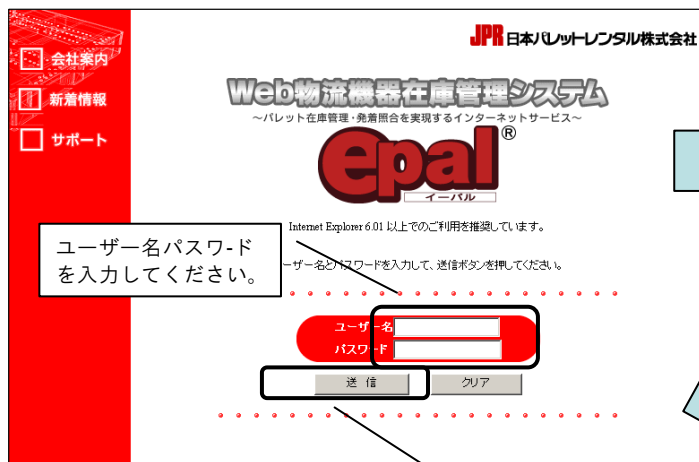 JPR 日本パレットレンタル株式会社
会社案内
新着情報
サポート
Web物流機器在庫管理システム
～パレット在庫管理・発着照合を実現するインターネットサービス～
epal®
イーパル
Internet Explorer 6.01 以上でのご利用を推奨しています。
ユーザー名パスワ-ド
を入力してください。
ーザー名とパスワードを入力して、送信ボタンを押してください。
ユーザー名
パスワード
送 信
クリア